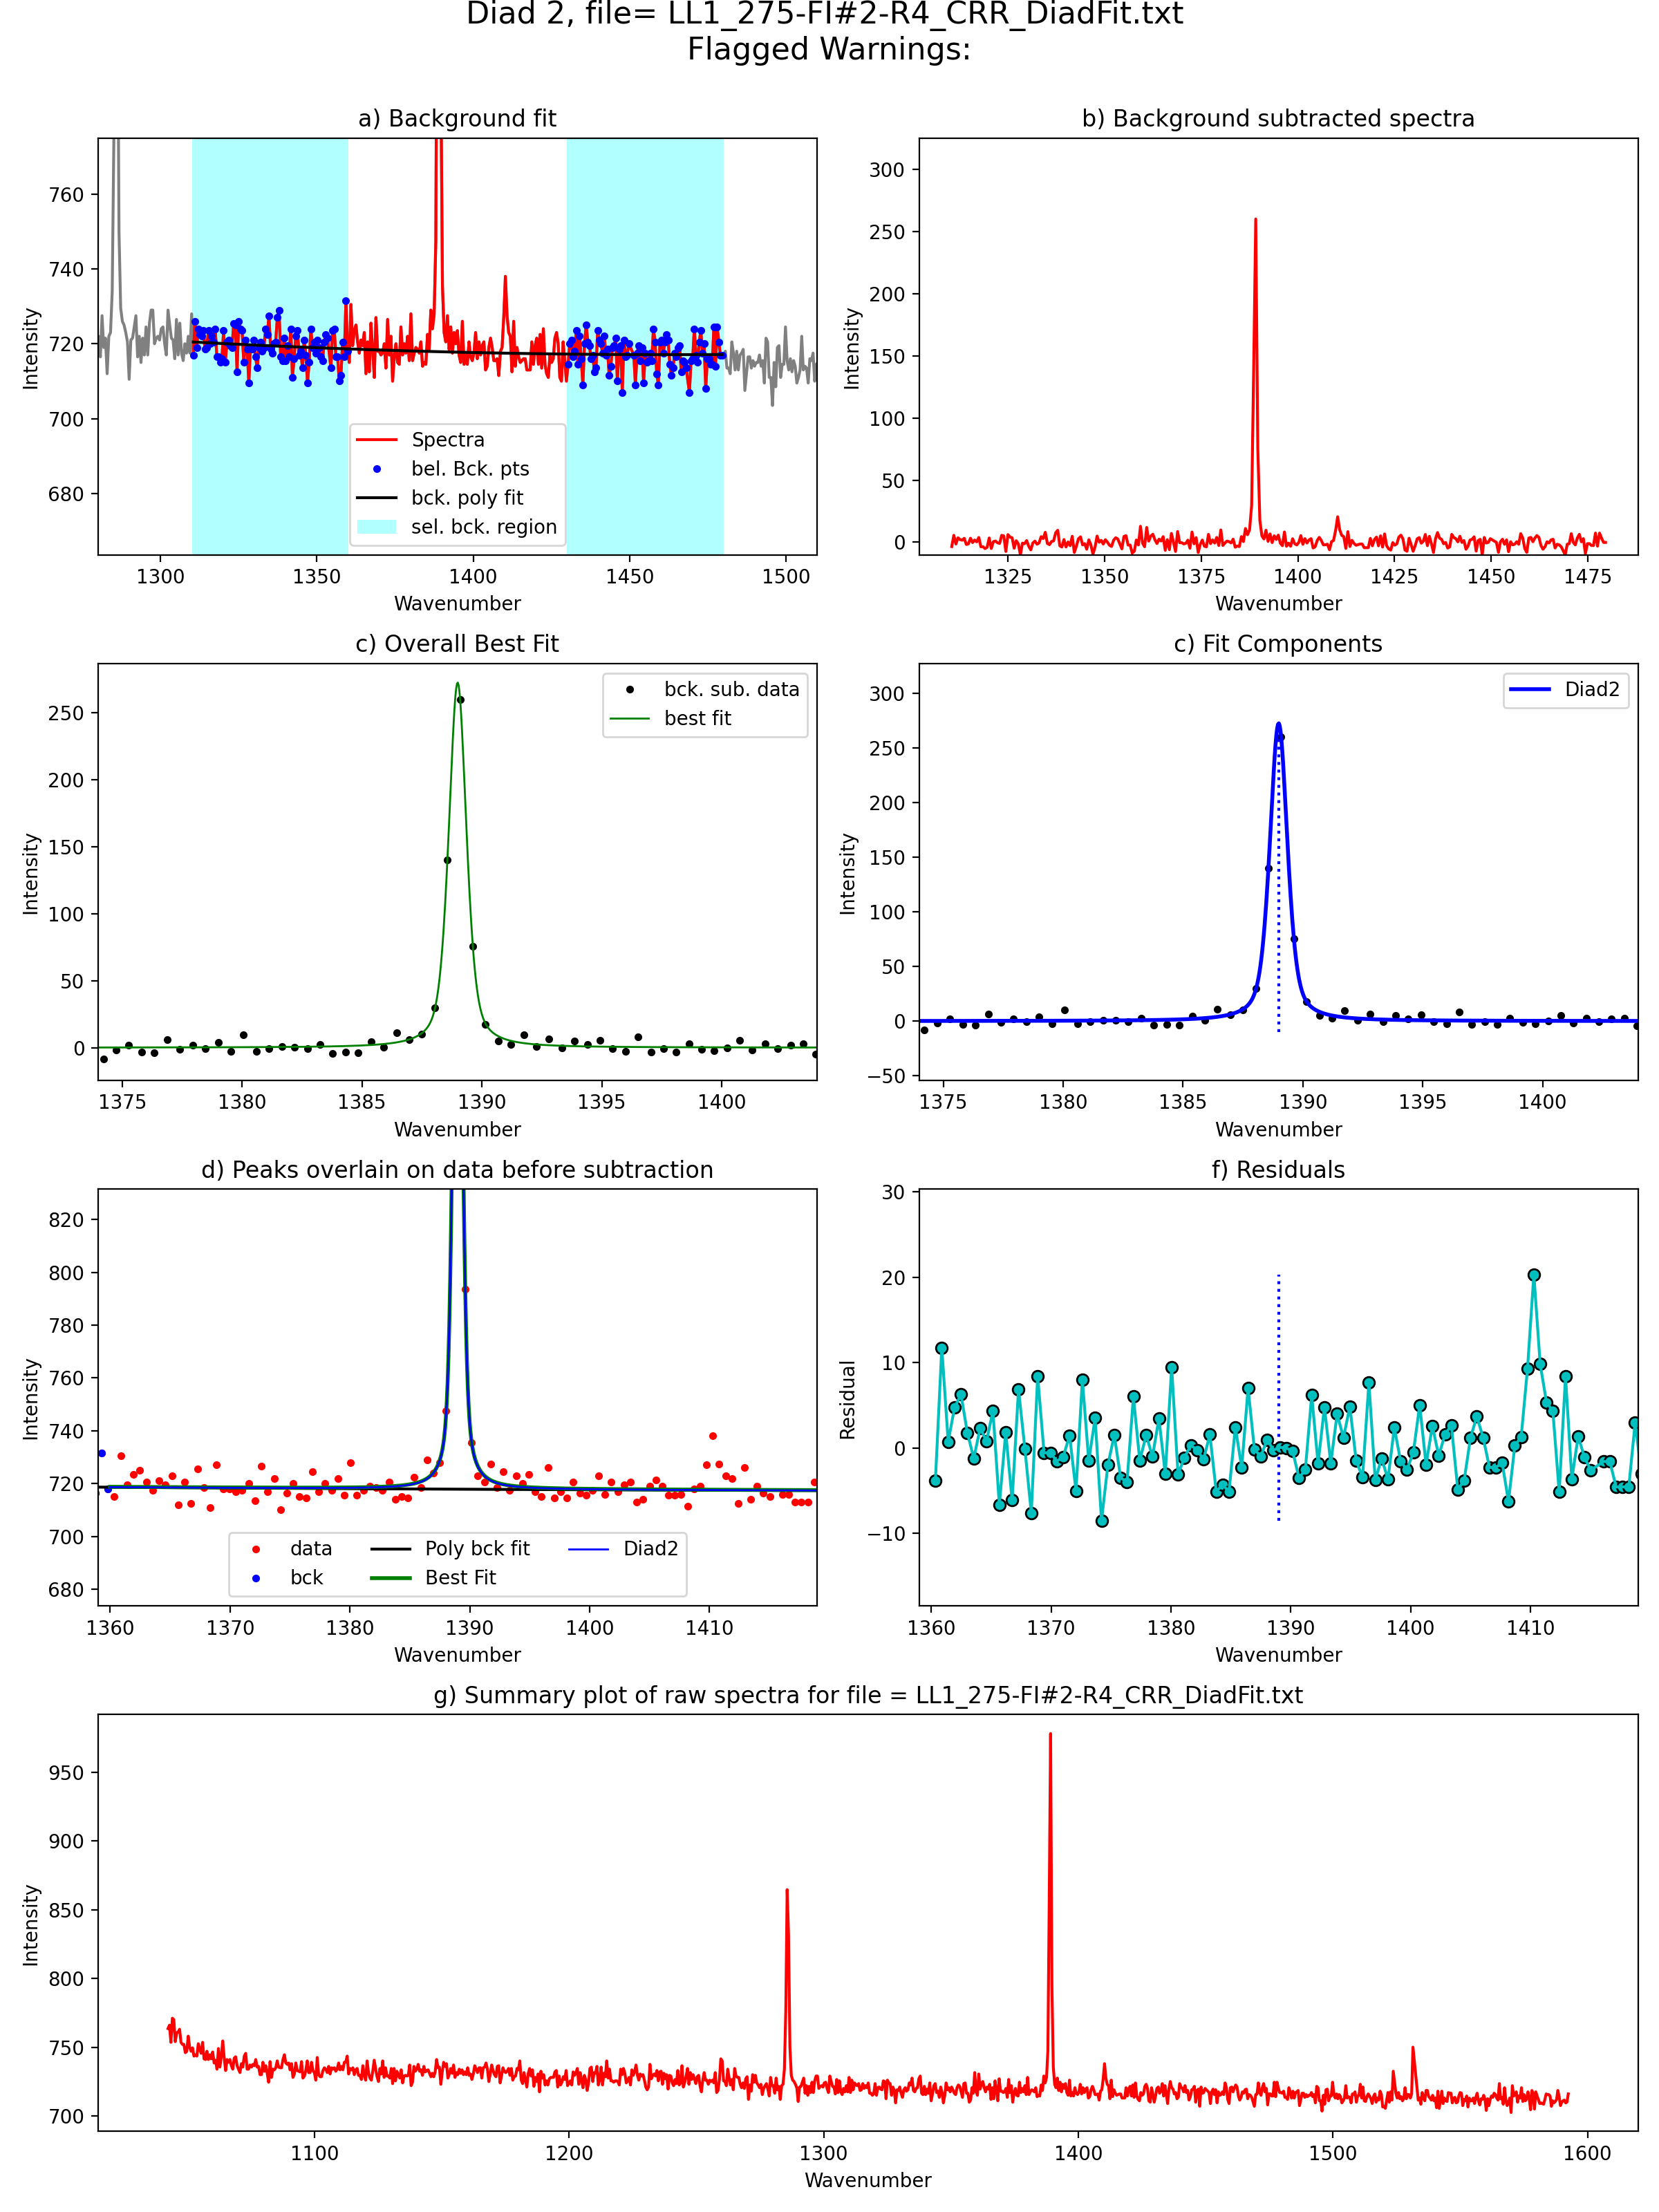 Diad 2, file= LL1_275-FI#2-R4_CRR_DiadFit.txt
Flagged Warnings:
a) Background fit
760
740
720
700
680
Intensity
Spectra
bel. Bck. pts
bck. poly fit
sel. bck. region
1300 1350 1400 1450 1500
Wavenumber
b) Background subtracted spectra
300
250
200
150
100
50
0
Intensity
1325 1350 1375 1400 1425 1450 1475
Wavenumber
c) Overall Best Fit
250
200
150
100
50
0
Intensity
bck. sub. data
best fit
1375 1380 1385 1390 1395 1400
Wavenumber
c) Fit Components
300
250
200
150
100
50
0
−50
Intensity
Diad2
1375 1380 1385 1390 1395 1400
Wavenumber
d) Peaks overlain on data before subtraction
820
800
780
760
740
720
700
680
Intensity
data Poly bck fit Diad2
bck Best Fit
1360 1370 1380 1390 1400 1410
Wavenumber
f) Residuals
30
20
10
0
−10
Residual
1360 1370 1380 1390 1400 1410
Wavenumber
g) Summary plot of raw spectra for file = LL1_275-FI#2-R4_CRR_DiadFit.txt
950
900
850
800
750
700
Intensity
1100 1200 1300 1400 1500 1600
Wavenumber